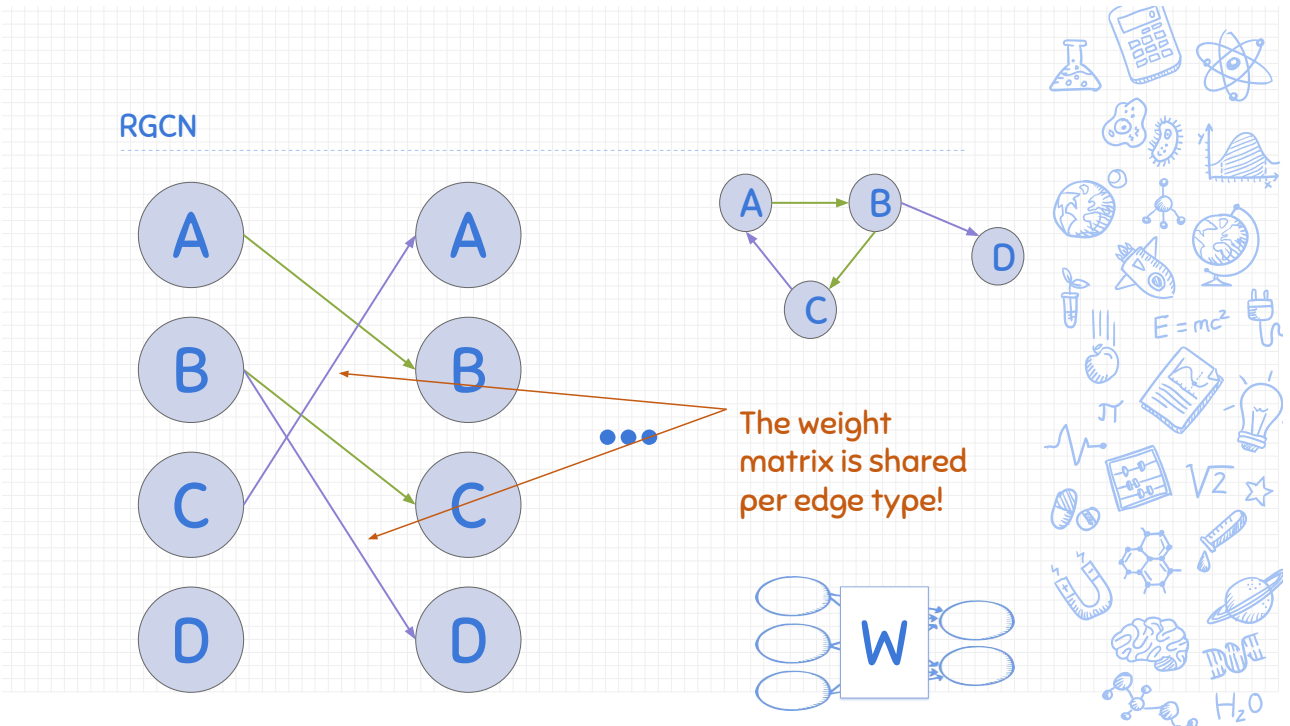 RGCN
A
A
B
B
C
C
D
D
A
B
D
C
The weight
matrix is shared
per edge type!
W
y
x
E = mc²
π
√2
H₂O